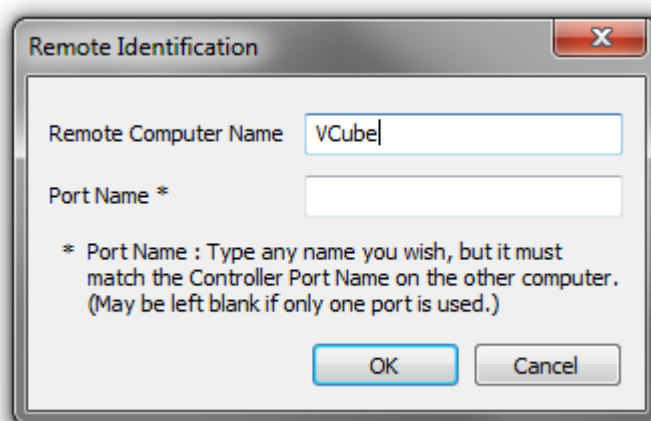 Remote Identification
Remote Computer Name VCube
Port Name *
* Port Name : Type any name you wish, but it must
match the Controller Port Name on the other computer.
(May be left blank if only one port is used.)
OK Cancel